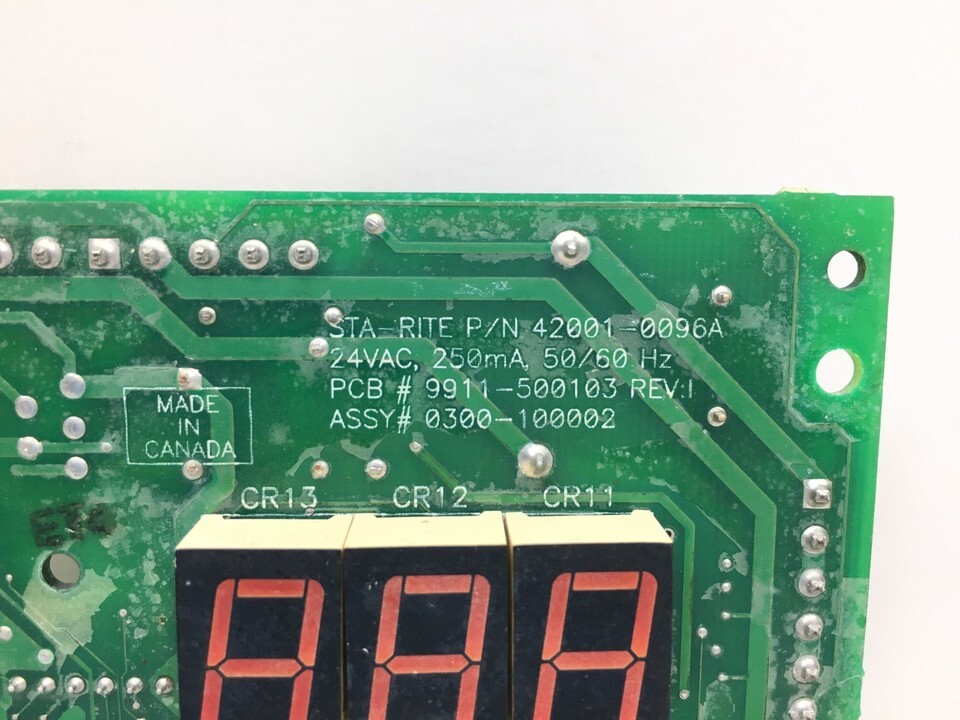 STA-RITE P/N 42001-0096A
24VAC, 250mA, 50/60 Hz
PCB # 9911-500103 REV:I
ASSY# 0300-100002
MADE
IN
CANADA
CR13 CR12 CR11